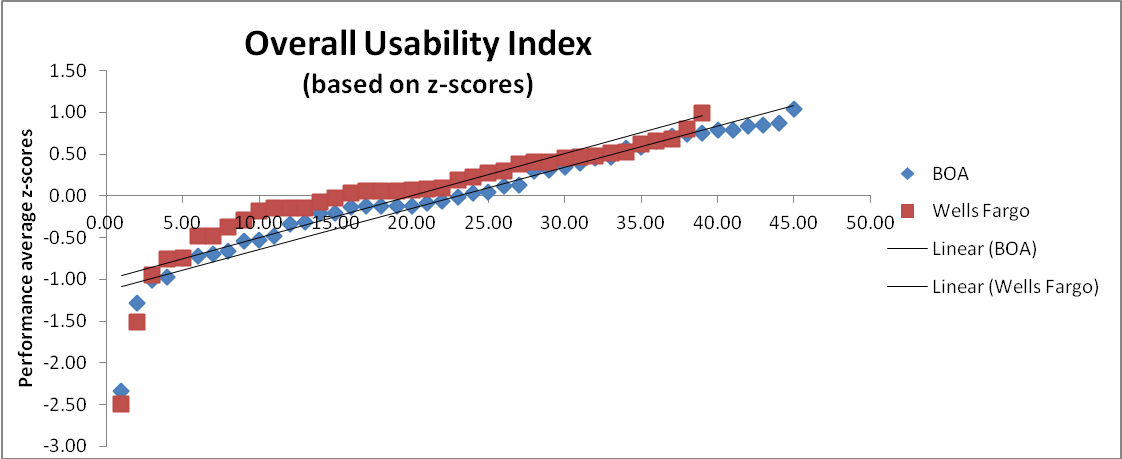 Overall Usability Index
(based on z-scores)
Performance average z-scores
1.50
1.00
0.50
0.00
-0.50
-1.00
-1.50
-2.00
-2.50
-3.00
0.00 5.00 10.00 15.00 20.00 25.00 30.00 35.00 40.00 45.00 50.00
BOA
Wells Fargo
Linear (BOA)
Linear (Wells Fargo)